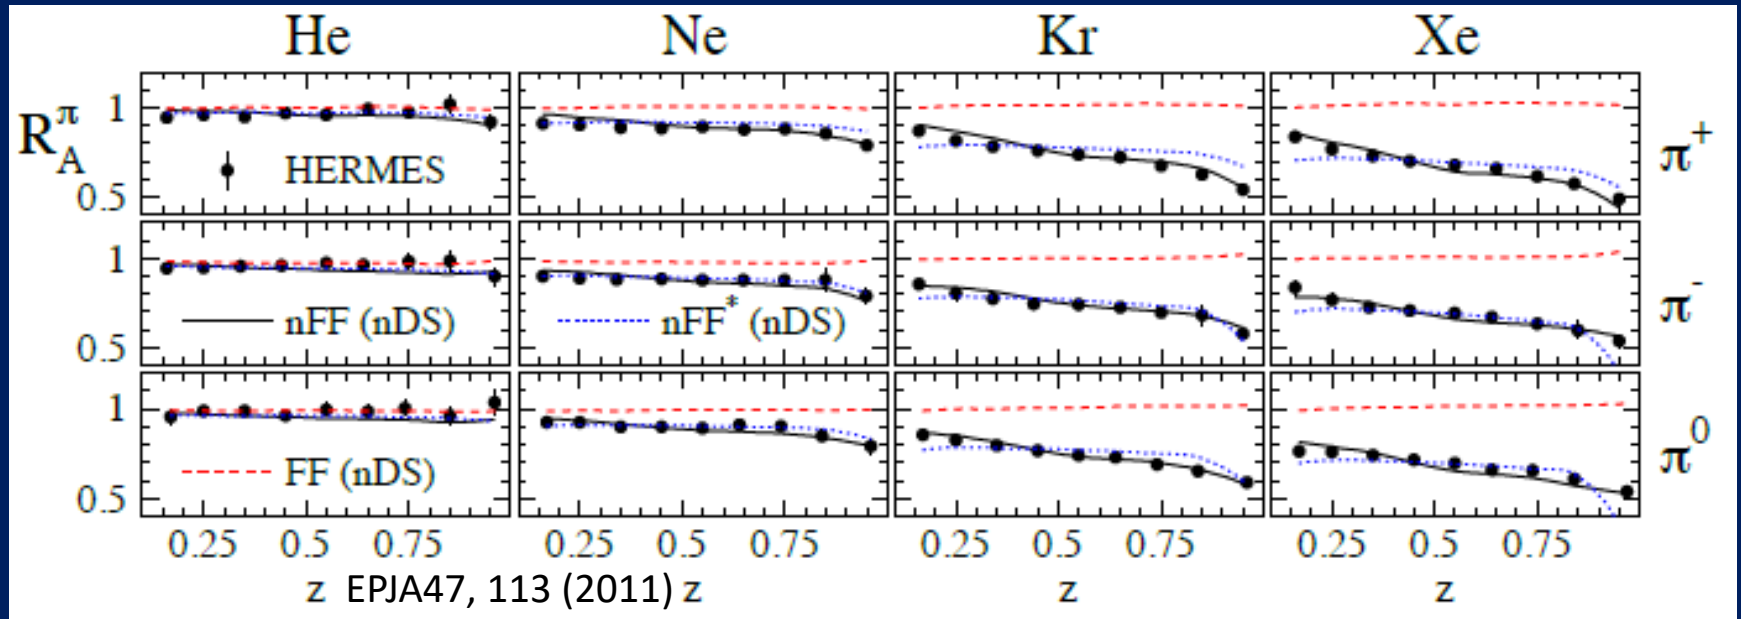 He Ne Kr Xe
R_A^π 1 π⁺
HERMES
0.5
1 π⁻
nFF (nDS) nFF* (nDS)
0.5
1 π⁰
FF (nDS)
0.5
0.25 0.5 0.75 0.25 0.5 0.75 0.25 0.5 0.75 0.25 0.5 0.75
z EPJA47, 113 (2011) z z z